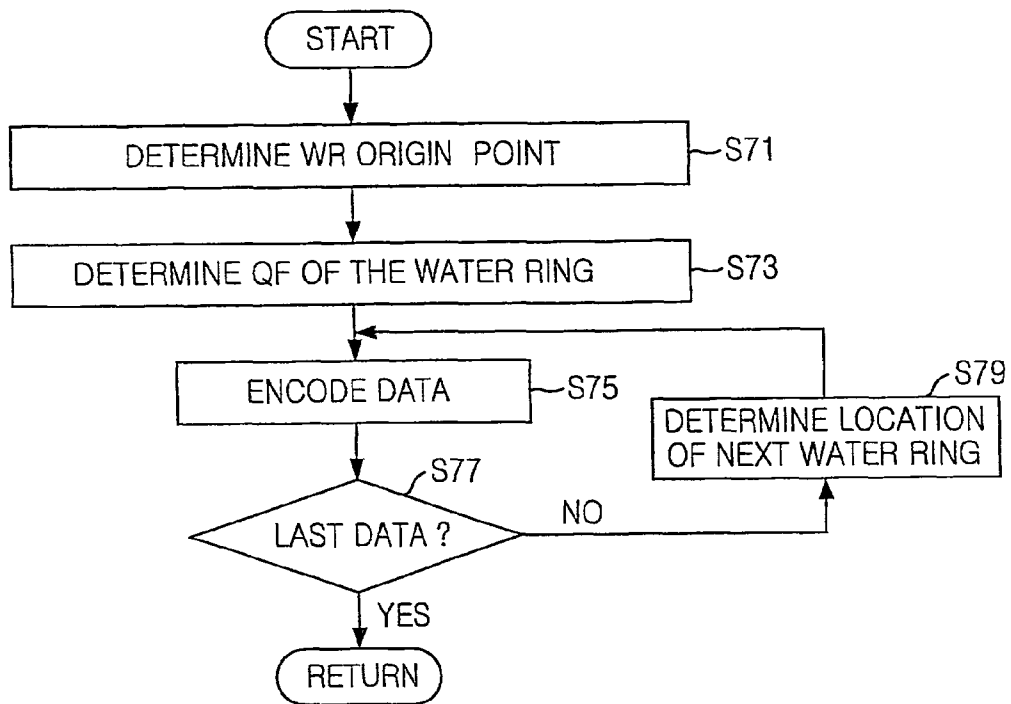 START
DETERMINE WR ORIGIN POINT
S71
DETERMINE QF OF THE WATER RING
S73
ENCODE DATA
S75
S79
DETERMINE LOCATION
OF NEXT WATER RING
S77
LAST DATA ?
NO
YES
RETURN